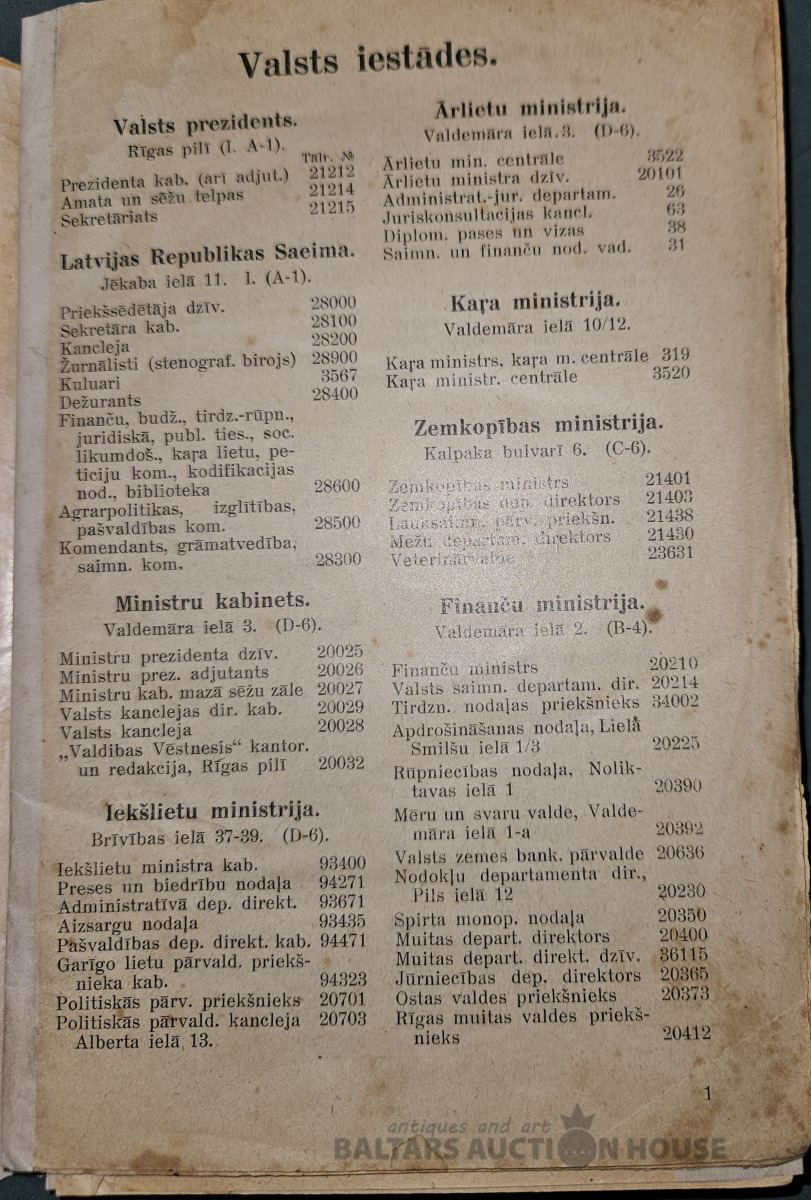 Valsts iestādes.
Valsts prezidents.
Rīgas pilī (I. A-1).
Tālr. №
Prezidenta kab. (arī adjut.) 21212
Amata un sēžu telpas 21214
Sekretāriats 21215
Latvijas Republikas Saeima.
Jēkaba ielā 11. I. (A-1).
Priekšsēdētāja dzīv. 28000
Sekretāra kab. 28100
Kancleja 28200
Žurnālisti (stenograf. birojs) 28900
Kuluari 3567
Dežurants 28400
Finanču, budž., tirdz.-rūpn.,
juridiskā, publ. ties., soc.
likumdoš., kaŗa lietu, pe-
ticiju kom., kodifikacijas
nod., biblioteka 28600
Agrarpolitikas, izglītības,
pašvaldības kom. 28500
Komendants, grāmatvedība,
saimn. kom. 28300
Ministru kabinets.
Valdemāra ielā 3. (D-6).
Ministru prezidenta dzīv. 20025
Ministru prez. adjutants 20026
Ministru kab. mazā sēžu zāle 20027
Valsts kanclejas dir. kab. 20029
Valsts kancleja 20028
„Valdības Vēstnesis“ kantor.
un redakcija, Rīgas pilī 20032
Iekšlietu ministrija.
Brīvības ielā 37-39. (D-6).
Iekšlietu ministra kab. 93400
Preses un biedrību nodaļa 94271
Administratīvā dep. direkt. 93671
Aizsargu nodaļa 93435
Pašvaldības dep. direkt. kab. 94471
Garīgo lietu pārvald. priekš-
nieka kab. 94323
Politiskās pārv. priekšnieks 20701
Politiskās pārvald. kancleja 20703
Alberta ielā 13.
Ārlietu ministrija.
Valdemāra ielā 3. (D-6).
Ārlietu min. centrāle 3522
Ārlietu ministra dzīv. 20101
Administrat.-jur. departam. 26
Juriskonsultacijas kancl. 63
Diplom. pases un vizas 38
Saimn. un finanču nod. vad. 31
Kaŗa ministrija.
Valdemāra ielā 10/12.
Kaŗa ministrs, kaŗa m. centrāle 319
Kaŗa ministr. centrāle 3520
Zemkopības ministrija.
Kalpaka bulvarī 6. (C-6).
Zemkopības ministrs 21401
Zemkopības dep. direktors 21403
Lauksaim. pārv. priekšn. 21438
Mežu departam. direktors 21430
Veterinārvalde 23631
Finanču ministrija.
Valdemāra ielā 2. (B-4).
Finanču ministrs 20210
Valsts saimn. departam. dir. 20214
Tirdzn. nodaļas priekšnieks 34002
Apdrošināšanas nodaļa, Lielā
Smilšu ielā 1/3 20225
Rūpniecības nodaļa, Nolik-
tavas ielā 1 20390
Mēru un svaru valde, Valde-
māra ielā 1-a 20392
Valsts zemes bank. pārvalde 20636
Nodokļu departamenta dir.,
Pils ielā 12 20230
Spirta monop. nodaļa 20350
Muitas depart. direktors 20400
Muitas depart. direkt. dzīv. 36115
Jūrniecības dep. direktors 20365
Ostas valdes priekšnieks 20373
Rīgas muitas valdes priekš-
nieks 20412
1
antiques and art
BALTARS AUCTION HOUSE